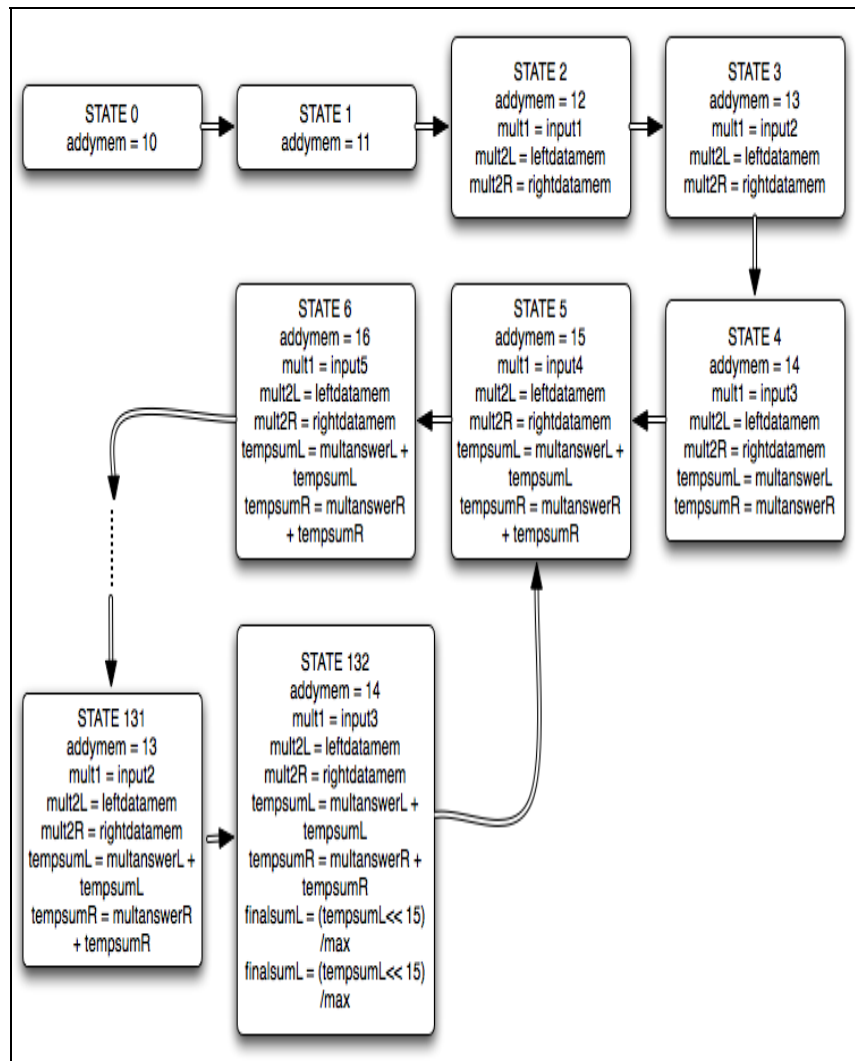 STATE 0
addymem = 10
STATE 1
addymem = 11
STATE 2
addymem = 12
mult1 = input1
mult2L = leftdatamem
mult2R = rightdatamem
STATE 3
addymem = 13
mult1 = input2
mult2L = leftdatamem
mult2R = rightdatamem
STATE 4
addymem = 14
mult1 = input3
mult2L = leftdatamem
mult2R = rightdatamem
tempsumL = multanswerL
tempsumR = multanswerR
STATE 5
addymem = 15
mult1 = input4
mult2L = leftdatamem
mult2R = rightdatamem
tempsumL = multanswerL +
tempsumL
tempsumR = multanswerR
+ tempsumR
STATE 6
addymem = 16
mult1 = input5
mult2L = leftdatamem
mult2R = rightdatamem
tempsumL = multanswerL +
tempsumL
tempsumR = multanswerR
+ tempsumR
STATE 131
addymem = 13
mult1 = input2
mult2L = leftdatamem
mult2R = rightdatamem
tempsumL = multanswerL +
tempsumL
tempsumR = multanswerR
+ tempsumR
STATE 132
addymem = 14
mult1 = input3
mult2L = leftdatamem
mult2R = rightdatamem
tempsumL = multanswerL +
tempsumL
tempsumR = multanswerR +
tempsumR
finalsumL = (tempsumL<< 15)
/max
finalsumL = (tempsumL<< 15)
/max